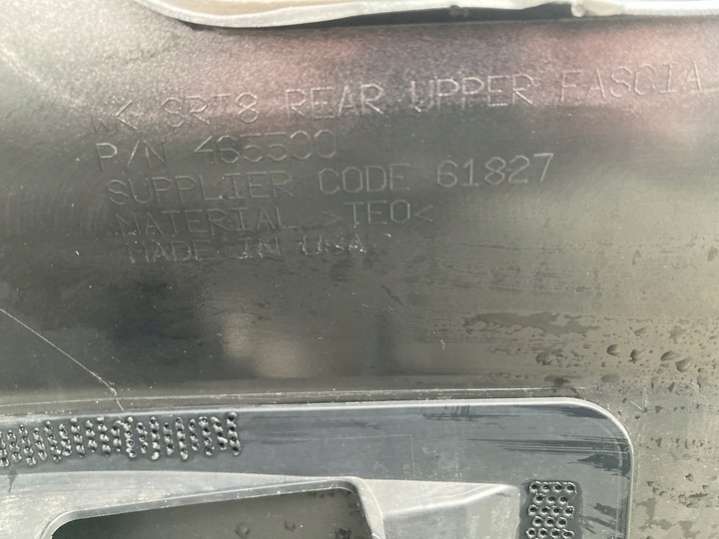 WK SRT8 REAR UPPER FASCIA
P/N 465500
SUPPLIER CODE 61827
MATERIAL >TEO<
MADE IN USA